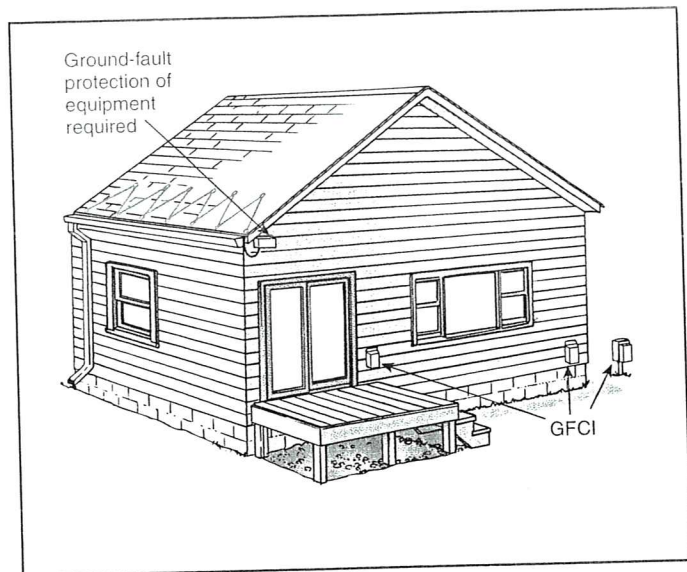 Ground-fault
protection of
equipment
required
GFCI